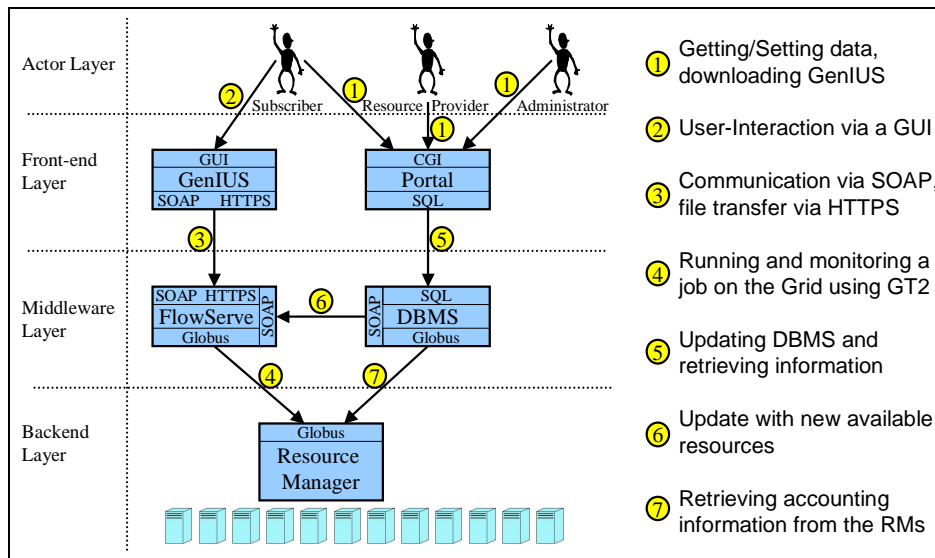 Actor Layer
Subscriber
Resource Provider
Administrator
2
1
1
1
Front-end
Layer
GUI
GenIUS
SOAP HTTPS
CGI
Portal
SQL
3
5
Middleware
Layer
SOAP HTTPS
FlowServe
SOAP
Globus
6
SOAP
SQL
DBMS
Globus
4
7
Backend
Layer
Globus
Resource
Manager
1 Getting/Setting data,
downloading GenIUS
2 User-Interaction via a GUI
3 Communication via SOAP,
file transfer via HTTPS
4 Running and monitoring a
job on the Grid using GT2
5 Updating DBMS and
retrieving information
6 Update with new available
resources
7 Retrieving accounting
information from the RMs